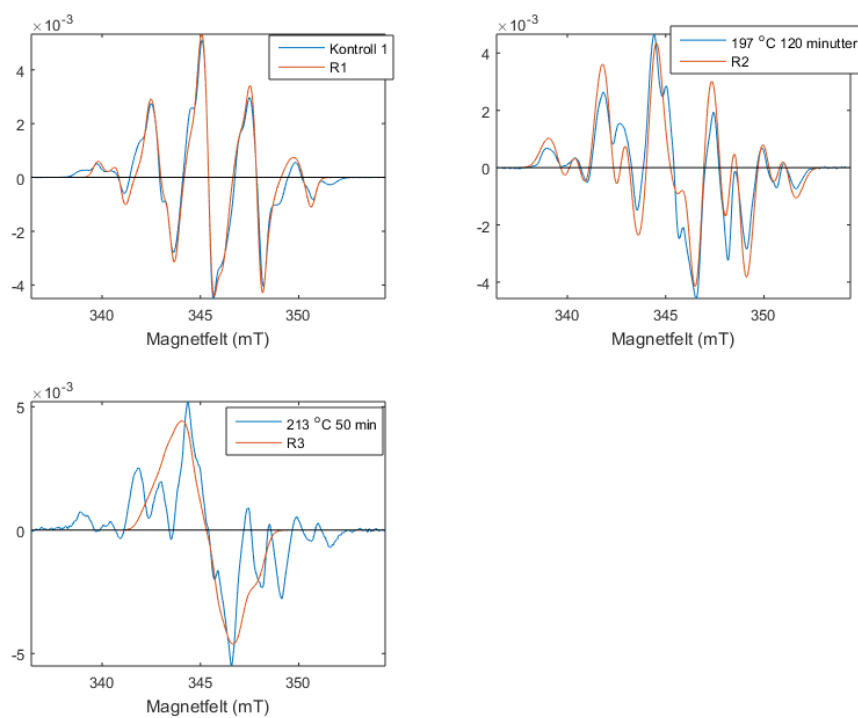 ×10⁻³
Kontroll 1
R1
4
2
0
-2
-4
340
345
350
Magnetfelt (mT)
×10⁻³
197 °C 120 minutter
R2
4
2
0
-2
-4
340
345
350
Magnetfelt (mT)
×10⁻³
213 °C 50 min
R3
5
0
-5
340
345
350
Magnetfelt (mT)